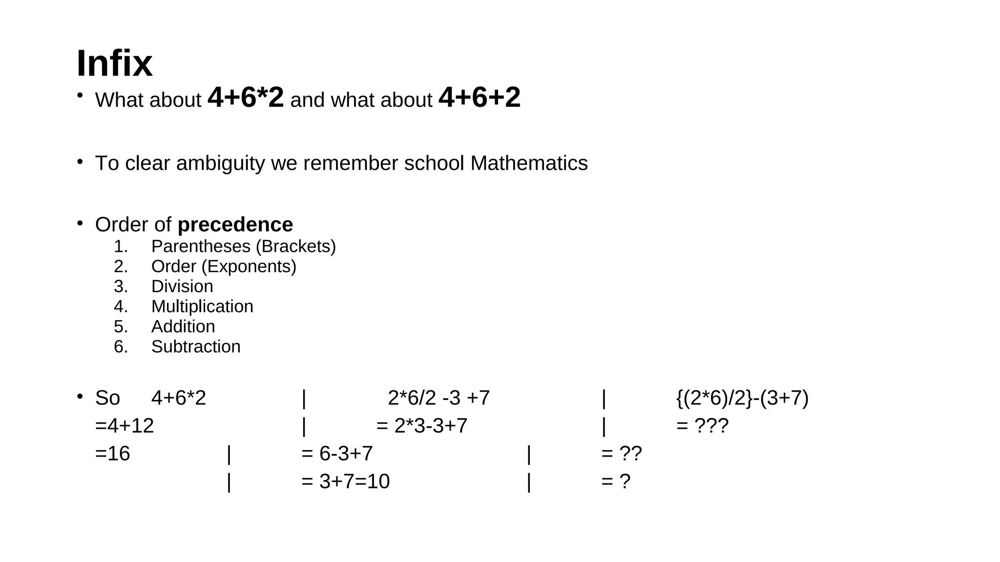 Infix
• What about 4+6*2 and what about 4+6+2
• To clear ambiguity we remember school Mathematics
• Order of precedence
1. Parentheses (Brackets)
2. Order (Exponents)
3. Division
4. Multiplication
5. Addition
6. Subtraction
• So 4+6*2 | 2*6/2 -3 +7 | {(2*6)/2}-(3+7)
=4+12 | = 2*3-3+7 | = ???
=16 | = 6-3+7 | = ??
| = 3+7=10 | = ?